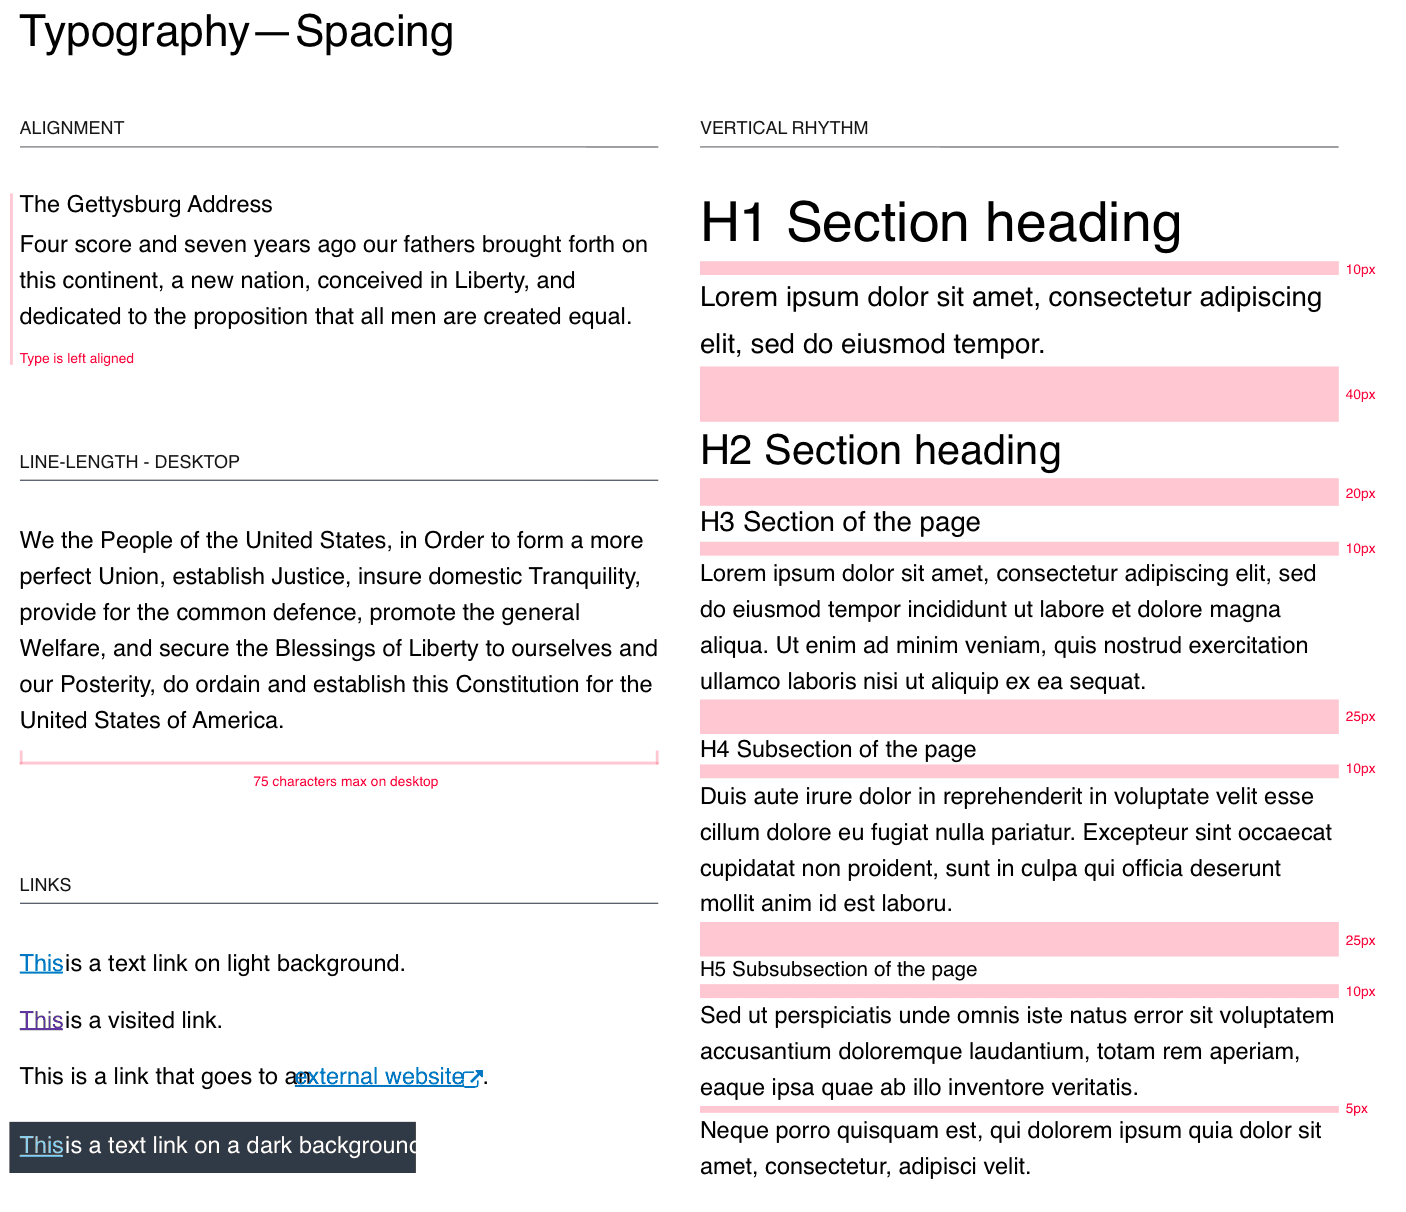 Typography—Spacing
ALIGNMENT
The Gettysburg Address
Four score and seven years ago our fathers brought forth on
this continent, a new nation, conceived in Liberty, and
dedicated to the proposition that all men are created equal.
Type is left aligned
LINE-LENGTH - DESKTOP
We the People of the United States, in Order to form a more
perfect Union, establish Justice, insure domestic Tranquility,
provide for the common defence, promote the general
Welfare, and secure the Blessings of Liberty to ourselves and
our Posterity, do ordain and establish this Constitution for the
United States of America.
75 characters max on desktop
LINKS
This is a text link on light background.
This is a visited link.
This is a link that goes to an external website.
This is a text link on a dark background
VERTICAL RHYTHM
H1 Section heading
10px
Lorem ipsum dolor sit amet, consectetur adipiscing
elit, sed do eiusmod tempor.
40px
H2 Section heading
20px
H3 Section of the page
10px
Lorem ipsum dolor sit amet, consectetur adipiscing elit, sed
do eiusmod tempor incididunt ut labore et dolore magna
aliqua. Ut enim ad minim veniam, quis nostrud exercitation
ullamco laboris nisi ut aliquip ex ea sequat.
25px
H4 Subsection of the page
10px
Duis aute irure dolor in reprehenderit in voluptate velit esse
cillum dolore eu fugiat nulla pariatur. Excepteur sint occaecat
cupidatat non proident, sunt in culpa qui officia deserunt
mollit anim id est laboru.
25px
H5 Subsubsection of the page
10px
Sed ut perspiciatis unde omnis iste natus error sit voluptatem
accusantium doloremque laudantium, totam rem aperiam,
eaque ipsa quae ab illo inventore veritatis.
5px
Neque porro quisquam est, qui dolorem ipsum quia dolor sit
amet, consectetur, adipisci velit.